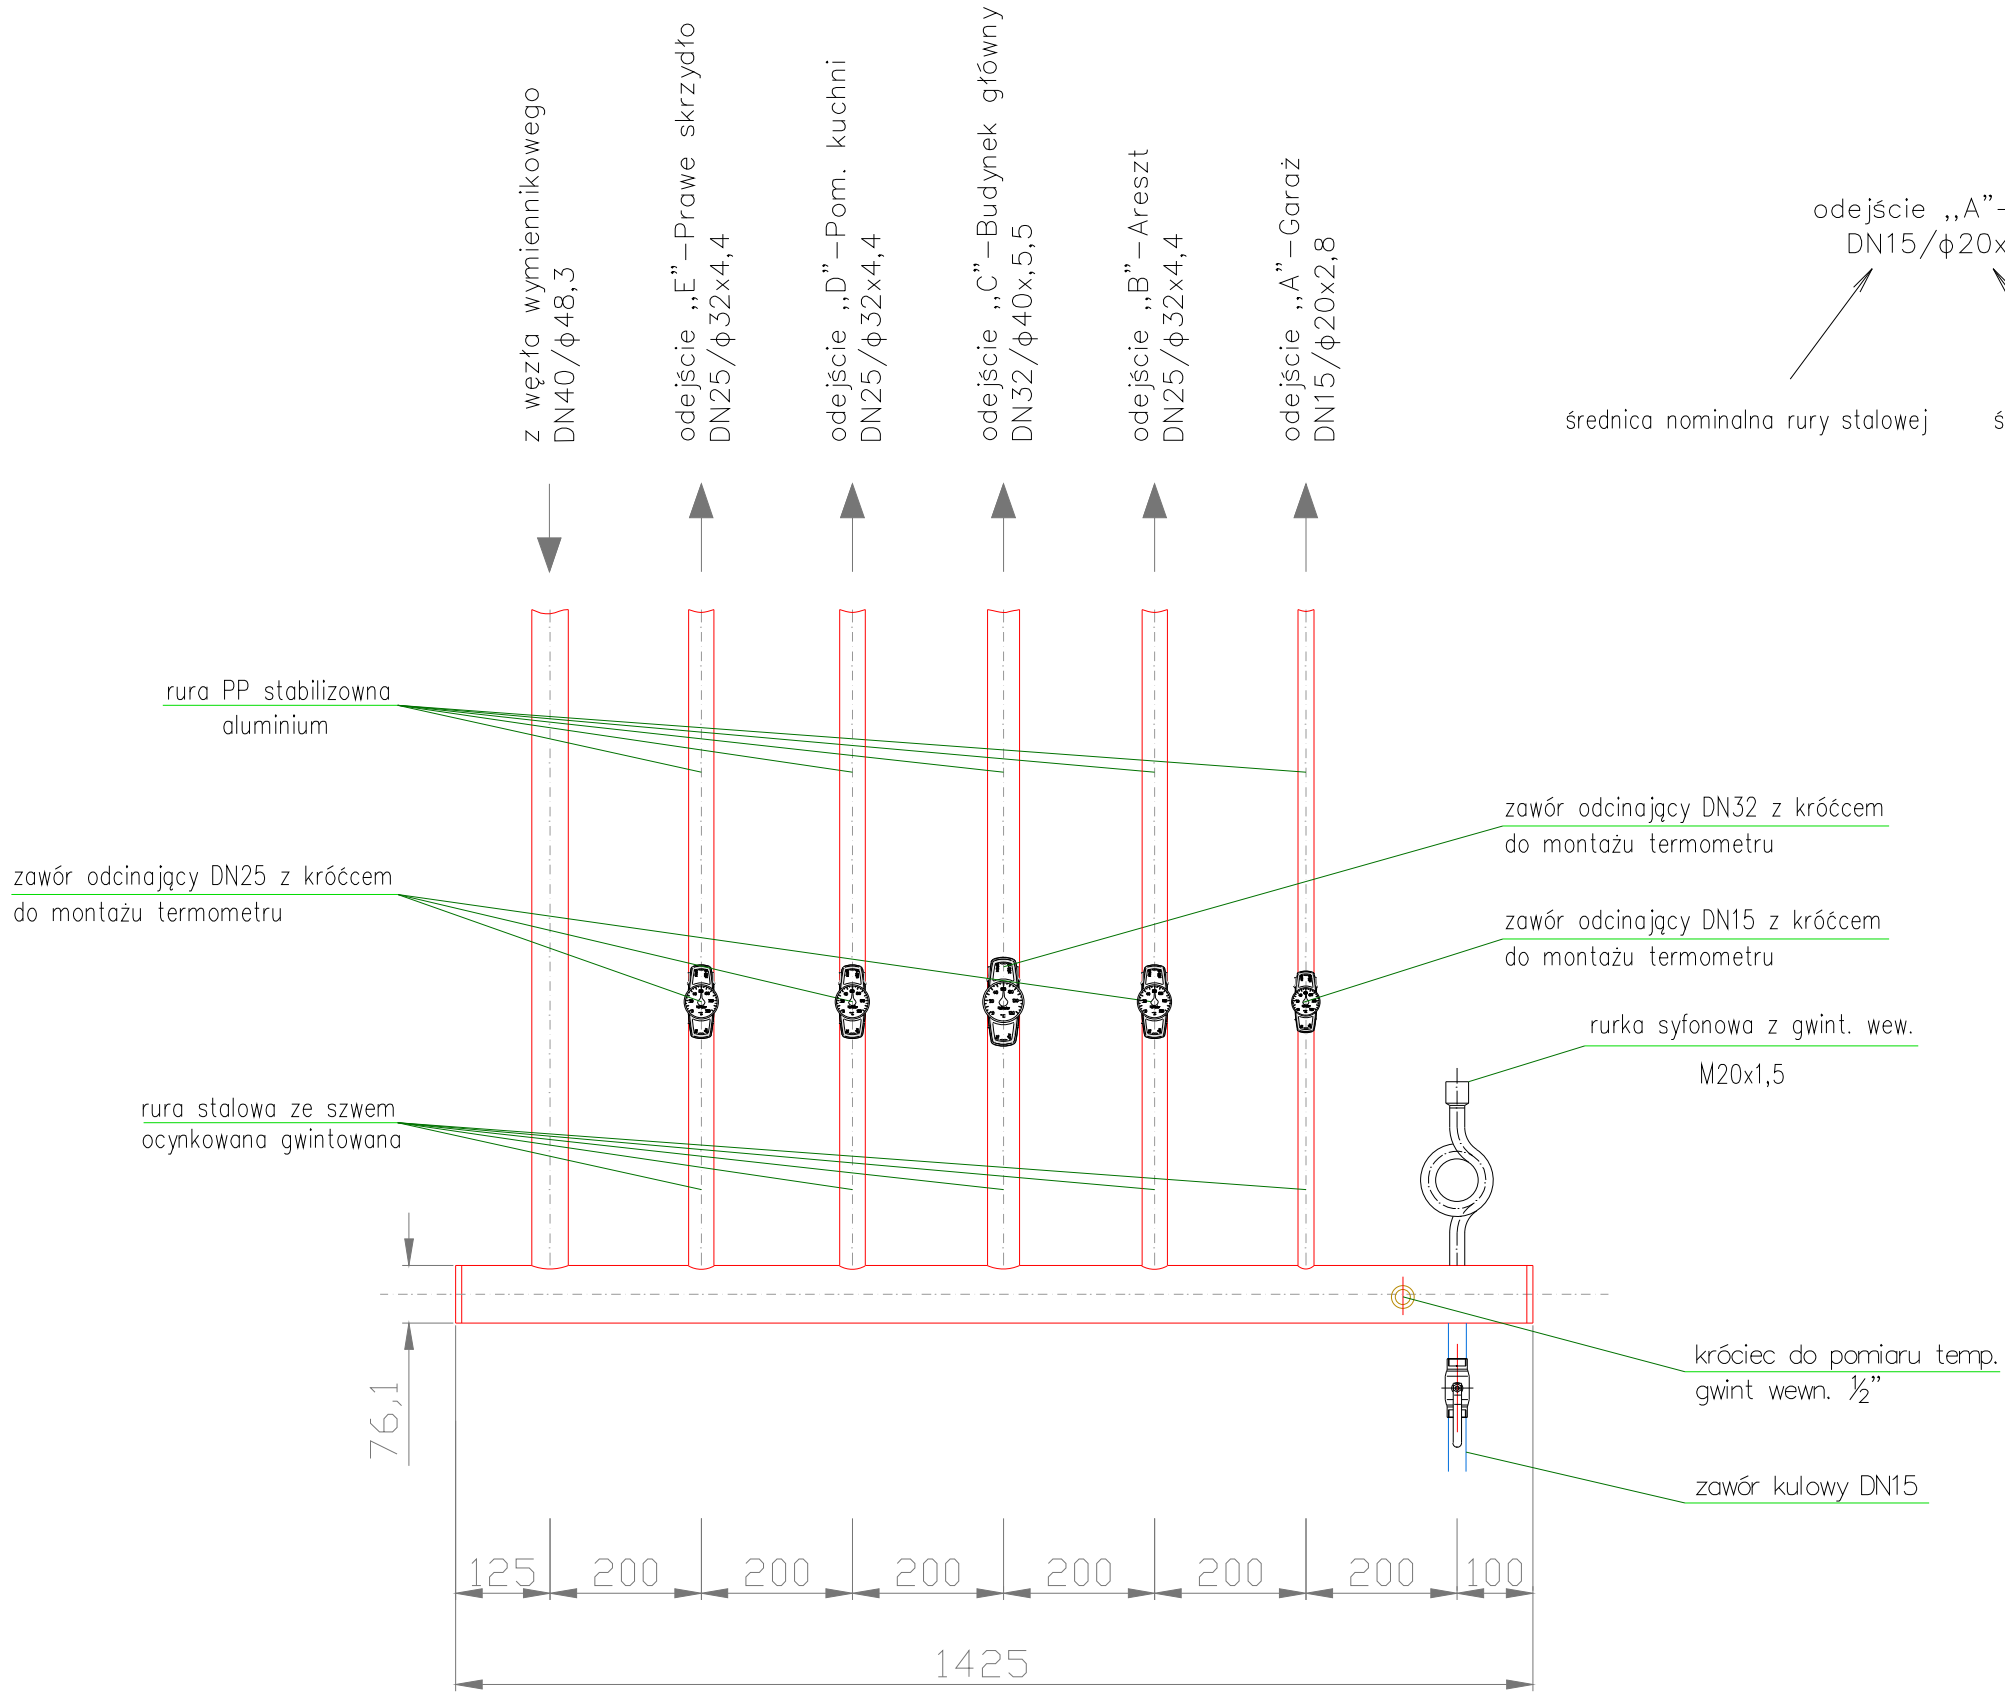 z węzła wymiennikowego
DN40/ϕ48,3
odejście ,,E"-Prawe skrzydło
DN25/ϕ32x4,4
odejście ,,D"-Pom. kuchni
DN25/ϕ32x4,4
odejście ,,C"-Budynek główny
DN32/ϕ40x,5,5
odejście ,,B"-Areszt
DN25/ϕ32x4,4
odejście ,,A"-Garaż
DN15/ϕ20x2,8
odejście ,,A"-
DN15/ϕ20x
średnica nominalna rury stalowej
ś
rura PP stabilizowna
aluminium
zawór odcinający DN32 z króćcem
do montażu termometru
zawór odcinający DN25 z króćcem
do montażu termometru
zawór odcinający DN15 z króćcem
do montażu termometru
rurka syfonowa z gwint. wew.
M20x1,5
rura stalowa ze szwem
ocynkowana gwintowana
króciec do pomiaru temp.
gwint wewn. ½"
76,1
zawór kulowy DN15
125 200 200 200 200 200 200 100
1425